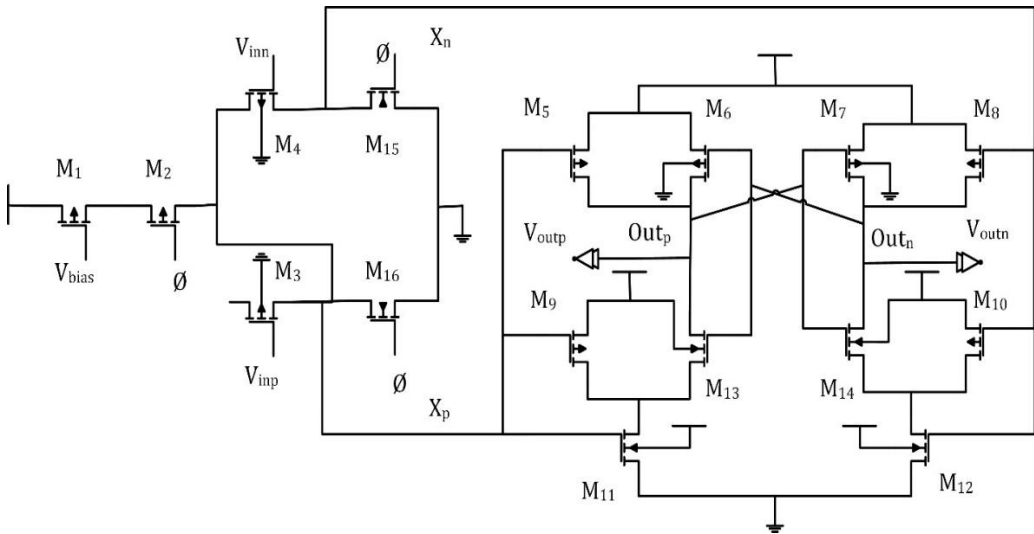 Vinn
Ø
Xn
M4
M15
M1
M2
Vbias
Ø
M3
M16
Vinp
Ø
Xp
M5
M6
M7
M8
Voutp
Outp
Outn
Voutn
M9
M10
M13
M14
M11
M12